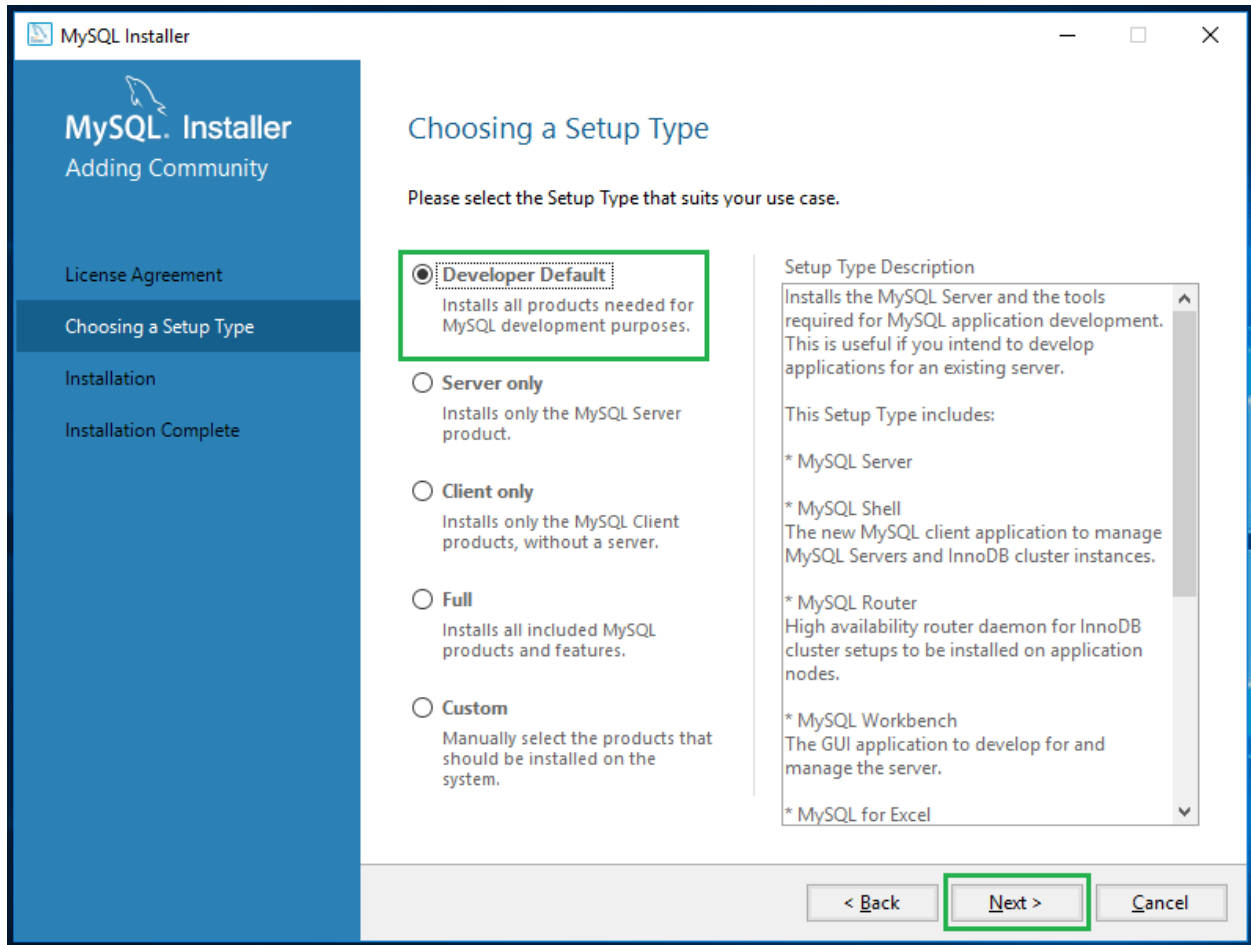 MySQL Installer
MySQL. Installer
Adding Community
License Agreement
Choosing a Setup Type
Installation
Installation Complete
Choosing a Setup Type
Please select the Setup Type that suits your use case.
Developer Default
Installs all products needed for
MySQL development purposes.
Server only
Installs only the MySQL Server
product.
Client only
Installs only the MySQL Client
products, without a server.
Full
Installs all included MySQL
products and features.
Custom
Manually select the products that
should be installed on the
system.
Setup Type Description
Installs the MySQL Server and the tools
required for MySQL application development.
This is useful if you intend to develop
applications for an existing server.
This Setup Type includes:
* MySQL Server
* MySQL Shell
The new MySQL client application to manage
MySQL Servers and InnoDB cluster instances.
* MySQL Router
High availability router daemon for InnoDB
cluster setups to be installed on application
nodes.
* MySQL Workbench
The GUI application to develop for and
manage the server.
* MySQL for Excel
< Back
Next >
Cancel